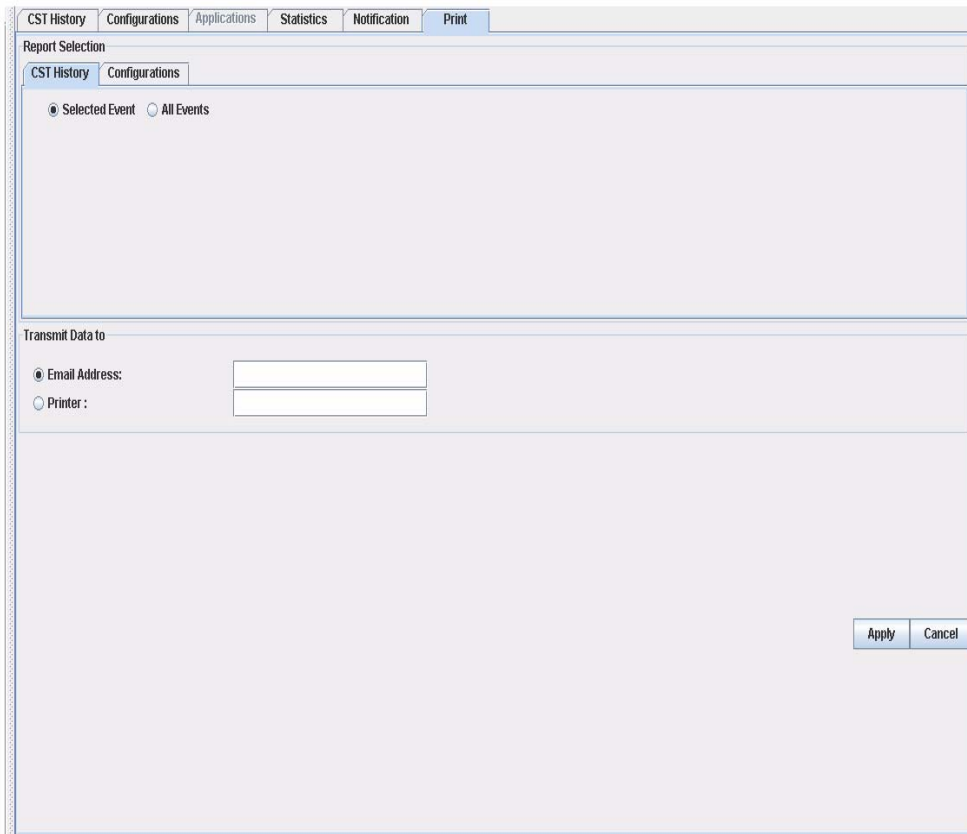 CST History Configurations Applications Statistics Notification Print
Report Selection
CST History Configurations
Selected Event All Events
Transmit Data to
Email Address:
Printer :
Apply Cancel